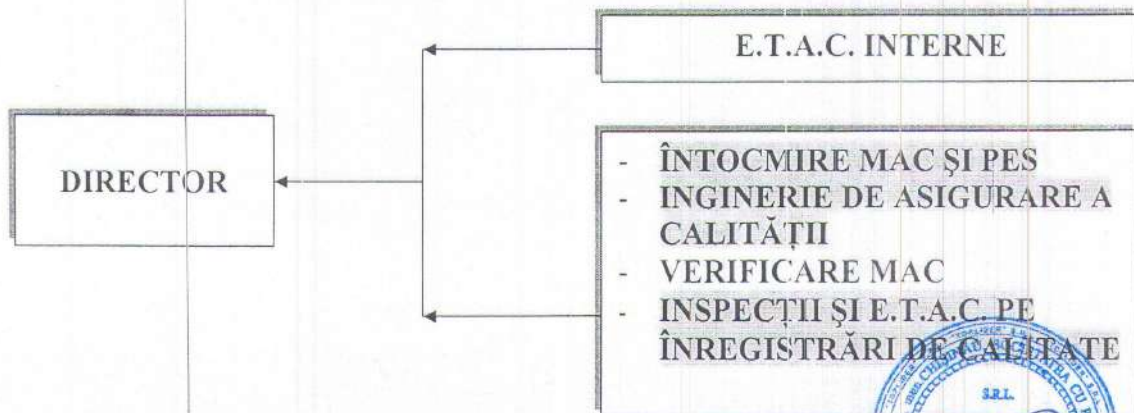 E.T.A.C. INTERNE
DIRECTOR
- ÎNTOCMIRE MAC ŞI PES
- INGINERIE DE ASIGURARE A
CALITĂŢII
- VERIFICARE MAC
- INSPECŢII ŞI E.T.A.C. PE
ÎNREGISTRĂRI DE CALITATE
S.R.L.